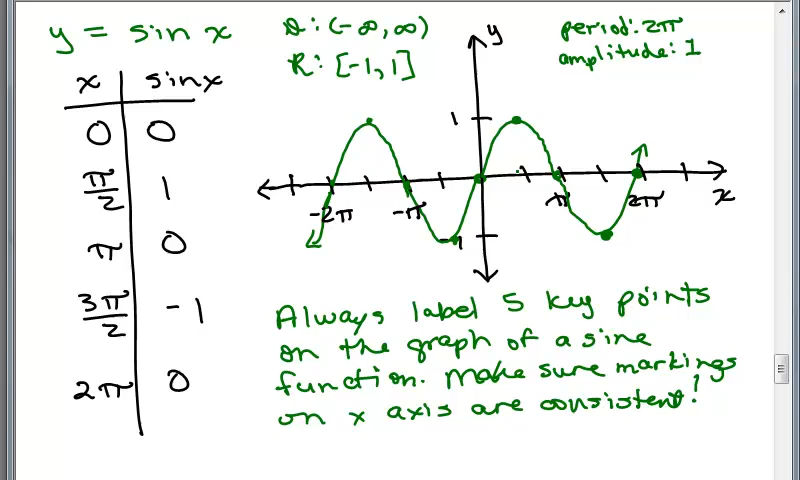 y = sin x
D: (-∞, ∞)
R: [-1, 1]
period: 2π
amplitude: 1
x sin x
0 0
π/2 1
π 0
3π/2 -1
2π 0
y
1
-2π -π π 2π x
-1
Always label 5 key points
on the graph of a sine
function. Make sure markings
on x axis are consistent!